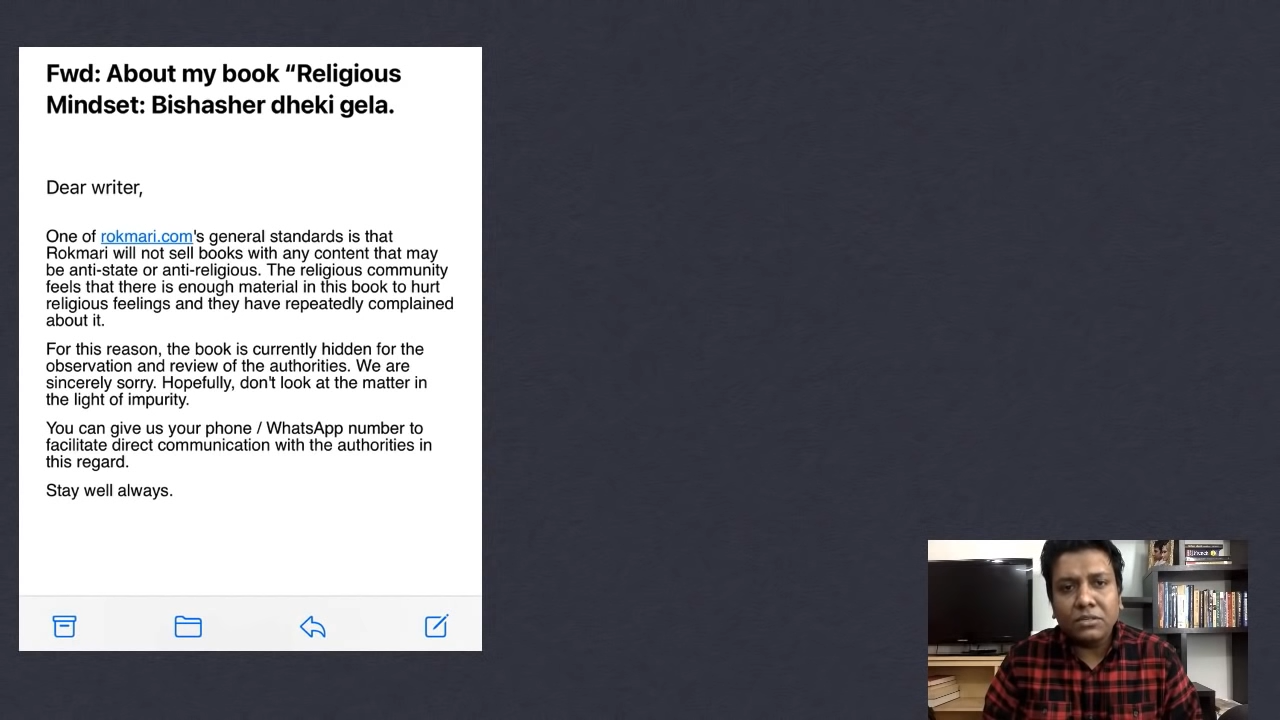 Fwd: About my book “Religious
Mindset: Bishasher dheki gela.
Dear writer,
One of rokmari.com's general standards is that
Rokmari will not sell books with any content that may
be anti-state or anti-religious. The religious community
feels that there is enough material in this book to hurt
religious feelings and they have repeatedly complained
about it.
For this reason, the book is currently hidden for the
observation and review of the authorities. We are
sincerely sorry. Hopefully, don't look at the matter in
the light of impurity.
You can give us your phone / WhatsApp number to
facilitate direct communication with the authorities in
this regard.
Stay well always.